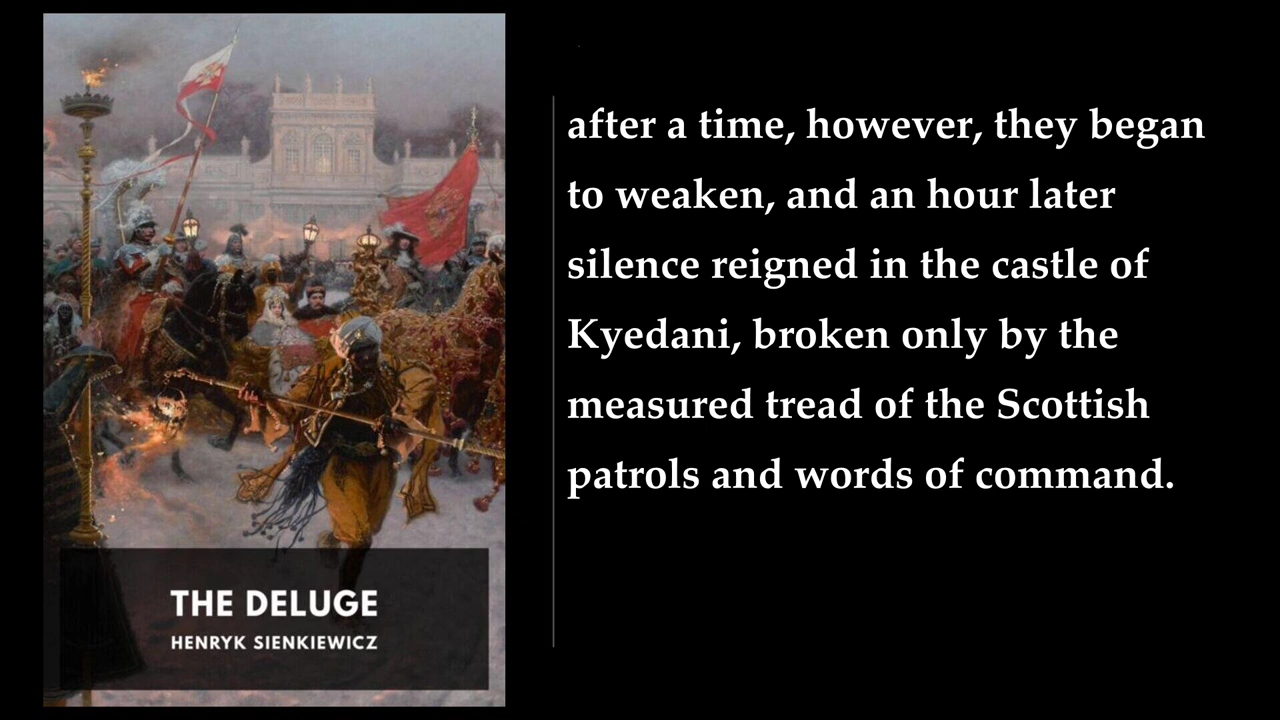 after a time, however, they began
to weaken, and an hour later
silence reigned in the castle of
Kyedani, broken only by the
measured tread of the Scottish
patrols and words of command.
THE DELUGE
HENRYK SIENKIEWICZ